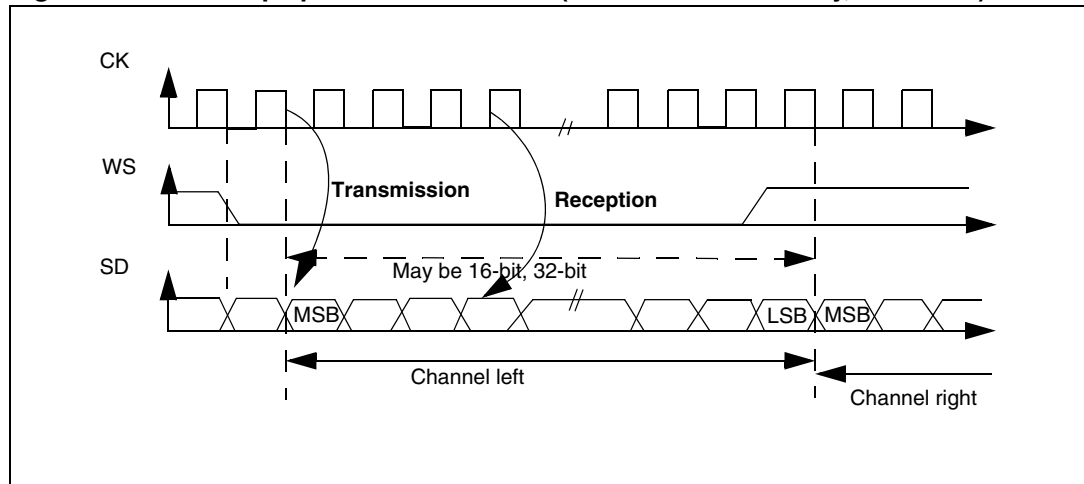 CK
WS
Transmission
Reception
SD
May be 16-bit, 32-bit
MSB
LSB
MSB
Channel left
Channel right